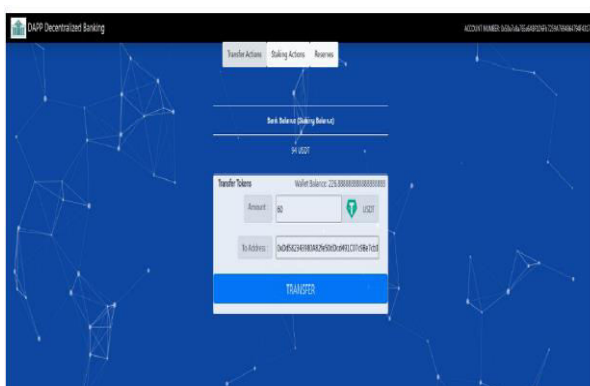 DAPP Decentralized Banking
ACCOUNT NUMBER:
Transfer Actions Staking Actions Reserves
Bank Balance (Staking Balance)
94 USDT
Transfer Tokens Wallet Balance:
Amount: 60 USDT
To Address:
TRANSFER